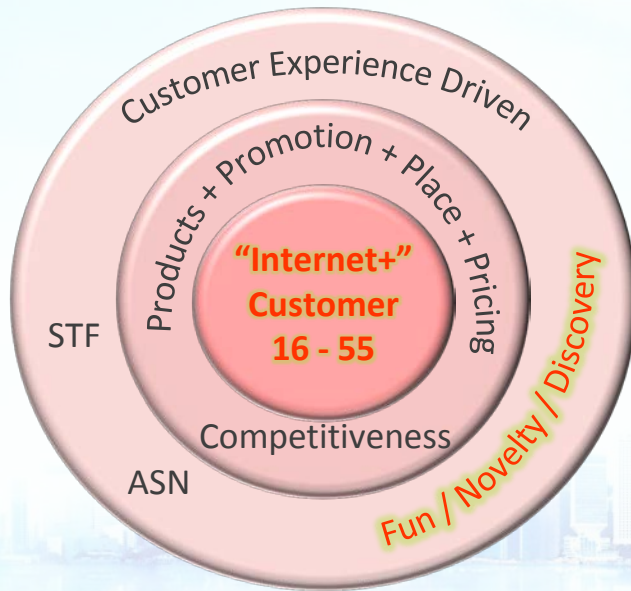 Customer Experience Driven
Products + Promotion + Place + Pricing
“Internet+”
Customer
16 - 55
STF
Competitiveness
ASN
Fun / Novelty / Discovery